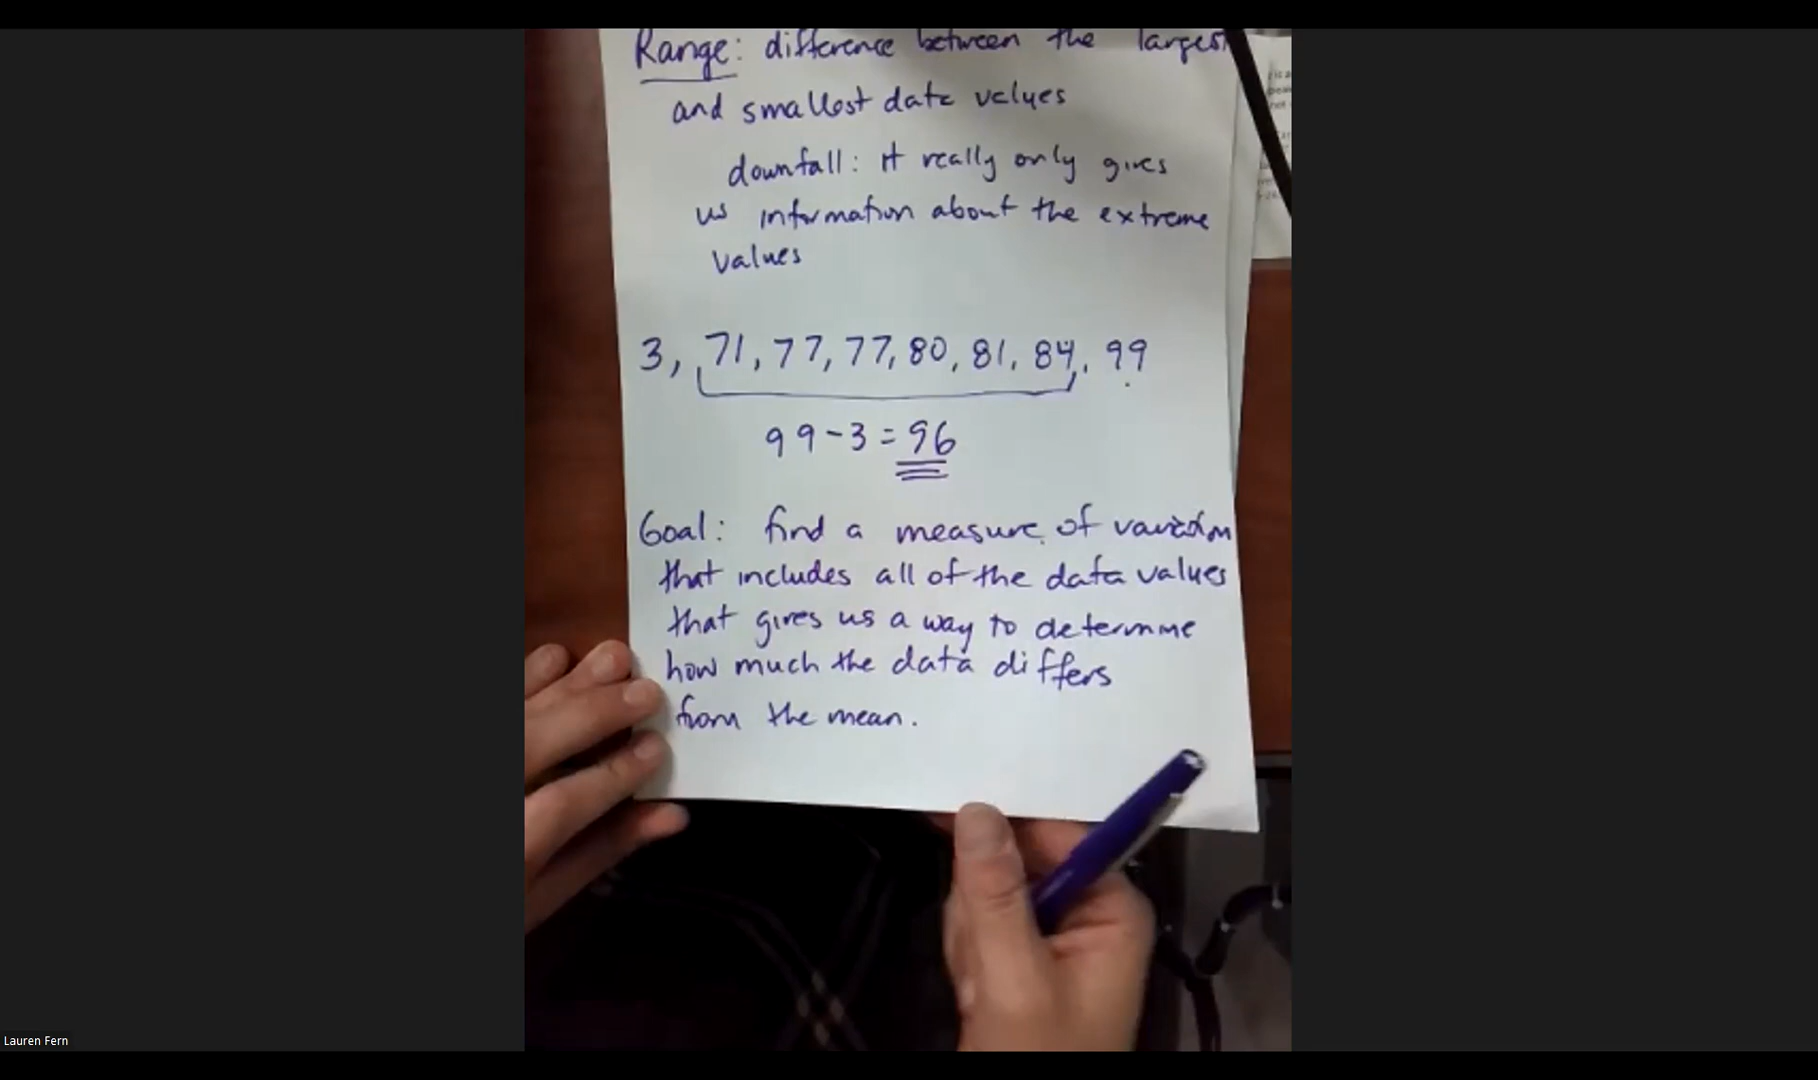 Range: difference between the largest
and smallest data values
downfall: it really only gives
us information about the extreme
values
3, 71, 77, 77, 80, 81, 84, 99
99-3=96
Goal: find a measure of variation
that includes all of the data values
that gives us a way to determine
how much the data differs
from the mean.
Lauren Fern